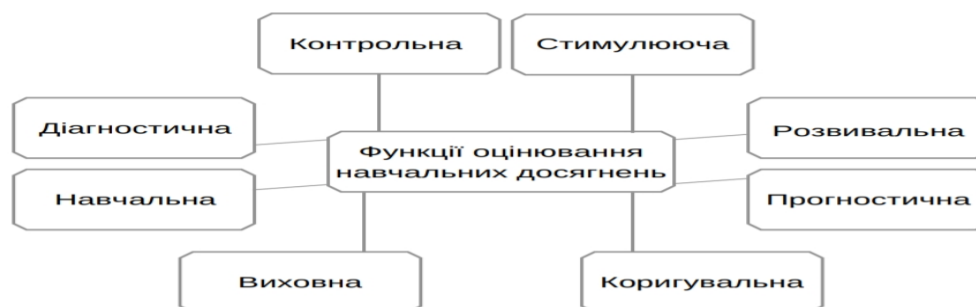 Контрольна
Стимулююча
Діагностична
Розвивальна
Функції оцінювання
навчальних досягнень
Навчальна
Прогностична
Виховна
Коригувальна